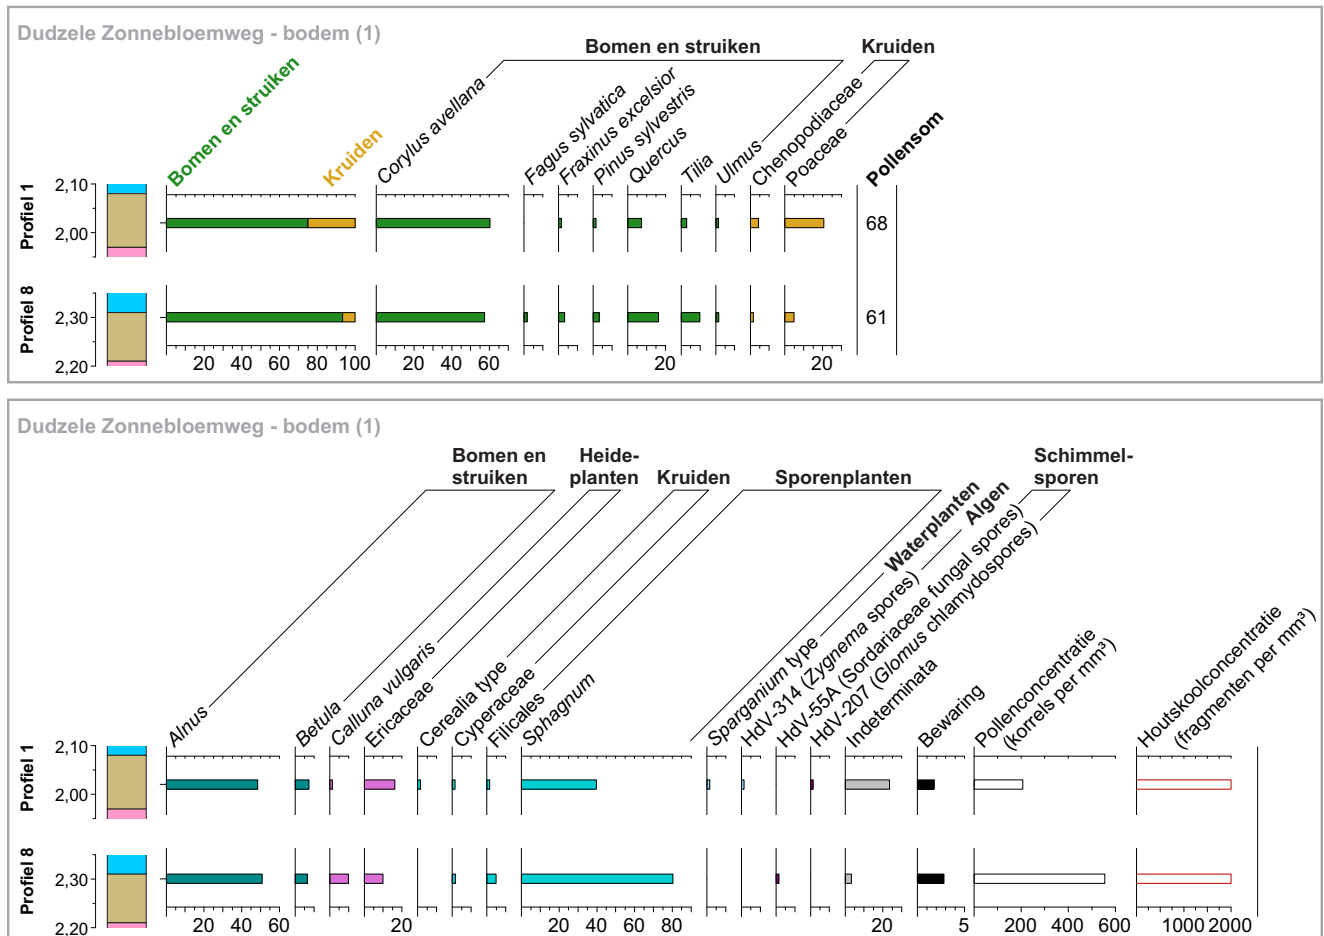 Dudzele Zonnebloemweg - bodem (1)
Bomen en struiken
Kruiden
Bomen en struiken
Kruiden
Corylus avellana
Fagus sylvatica
Fraxinus excelsior
Pinus sylvestris
Quercus
Tilia
Ulmus
Chenopodiaceae
Poaceae
Pollensom
Profiel 1
2,10
2,00
68
Profiel 8
2,30
2,20
61
20 40 60 80 100 20 40 60 20 20
Dudzele Zonnebloemweg - bodem (1)
Bomen en
struiken
Heide-
planten
Kruiden
Sporenplanten
Waterplanten
Algen
Schimmel-
sporen
Alnus
Betula
Calluna vulgaris
Ericaceae
Cerealia type
Cyperaceae
Filicales
Sphagnum
Sparganium type
HdV-314 (Zygnema spores)
HdV-55A (Sordariaceae fungal spores)
HdV-207 (Glomus chlamydospores)
Indeterminata
Bewaring
Pollenconcentratie
(korrels per mm³)
Houtskoolconcentratie
(fragmenten per mm³)
Profiel 1
2,10
2,00
Profiel 8
2,30
2,20
20 40 60 20 20 40 60 80 20 5 200 400 600 1000 2000